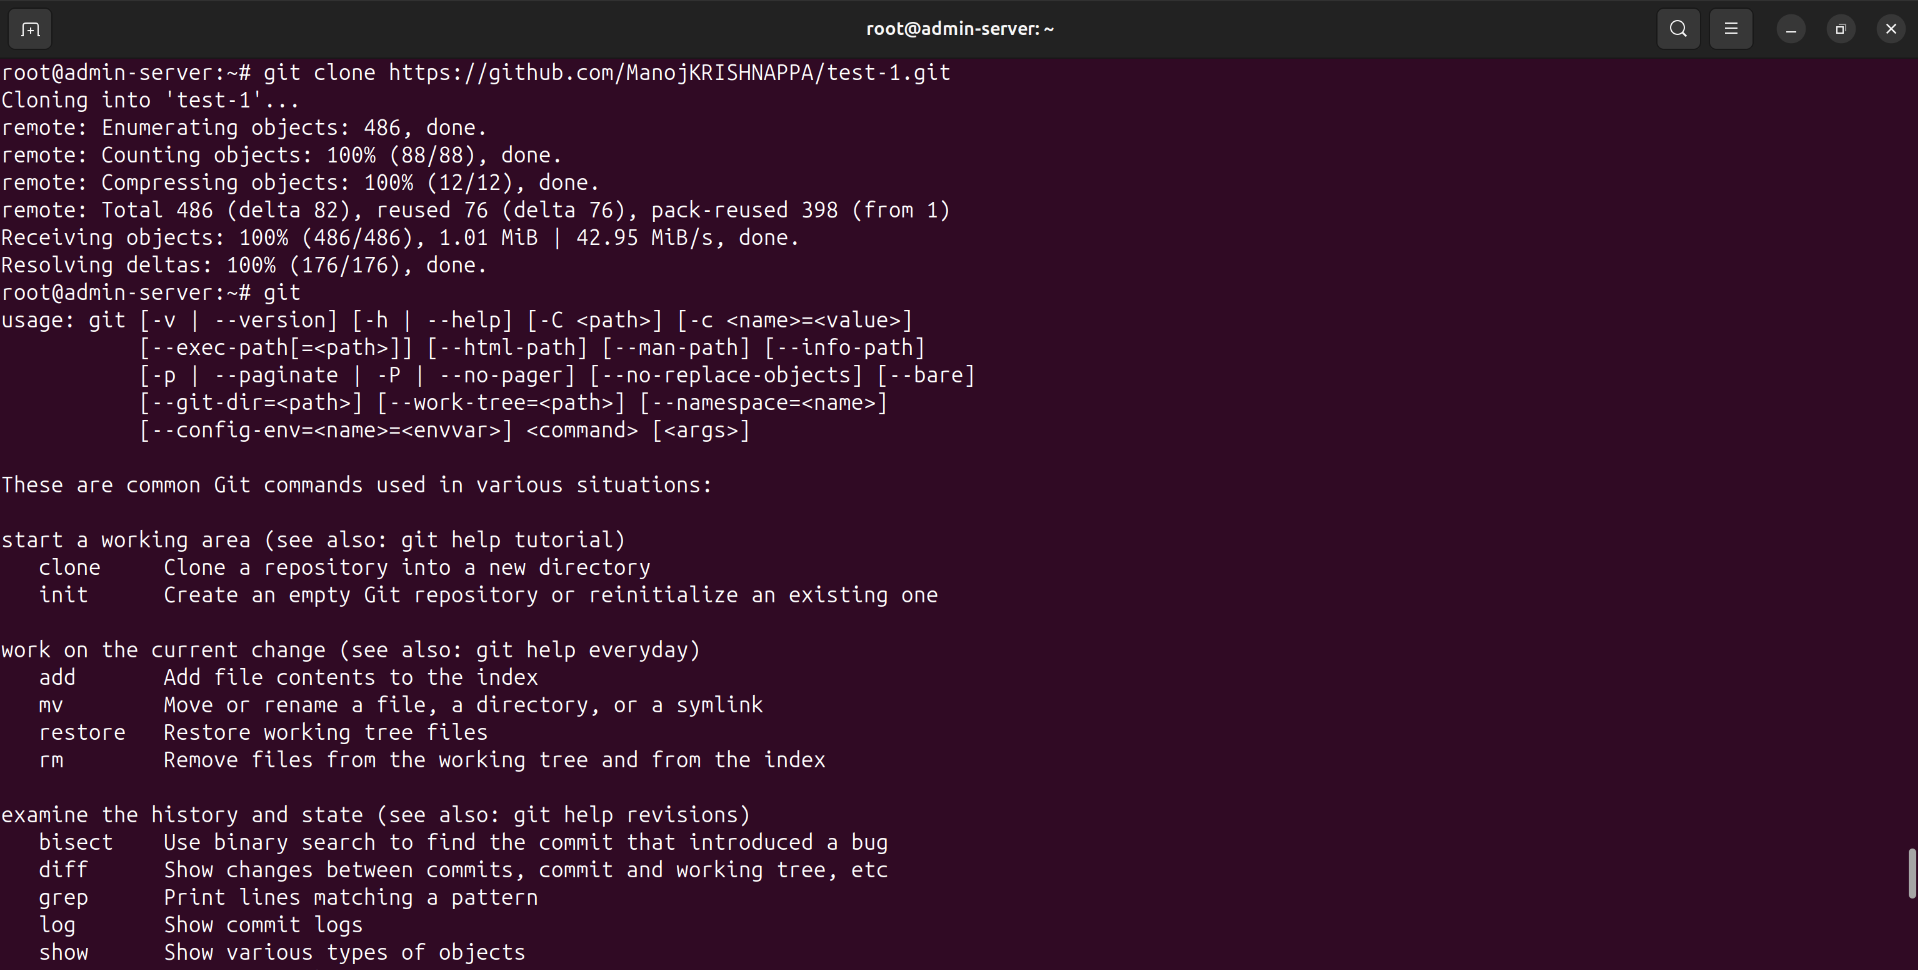 root@admin-server: ~
root@admin-server:~# git clone https://github.com/ManojKRISHNAPPA/test-1.git
Cloning into 'test-1'...
remote: Enumerating objects: 486, done.
remote: Counting objects: 100% (88/88), done.
remote: Compressing objects: 100% (12/12), done.
remote: Total 486 (delta 82), reused 76 (delta 76), pack-reused 398 (from 1)
Receiving objects: 100% (486/486), 1.01 MiB | 42.95 MiB/s, done.
Resolving deltas: 100% (176/176), done.
root@admin-server:~# git
usage: git [-v | --version] [-h | --help] [-C <path>] [-c <name>=<value>]
           [--exec-path[=<path>]] [--html-path] [--man-path] [--info-path]
           [-p | --paginate | -P | --no-pager] [--no-replace-objects] [--bare]
           [--git-dir=<path>] [--work-tree=<path>] [--namespace=<name>]
           [--config-env=<name>=<envvar>] <command> [<args>]
These are common Git commands used in various situations:
start a working area (see also: git help tutorial)
   clone     Clone a repository into a new directory
   init      Create an empty Git repository or reinitialize an existing one
work on the current change (see also: git help everyday)
   add       Add file contents to the index
   mv        Move or rename a file, a directory, or a symlink
   restore   Restore working tree files
   rm        Remove files from the working tree and from the index
examine the history and state (see also: git help revisions)
   bisect    Use binary search to find the commit that introduced a bug
   diff      Show changes between commits, commit and working tree, etc
   grep      Print lines matching a pattern
   log       Show commit logs
   show      Show various types of objects